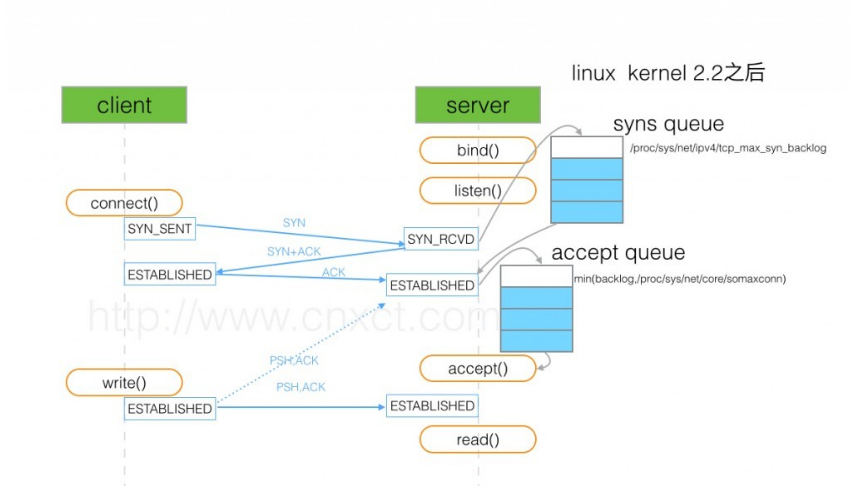 linux kernel 2.2之后
client
server
syns queue
/proc/sys/net/ipv4/tcp_max_syn_backlog
bind()
listen()
connect()
SYN_SENT
SYN
SYN_RCVD
SYN+ACK
accept queue
ESTABLISHED
ACK
ESTABLISHED
min(backlog,/proc/sys/net/core/somaxconn)
http://www.cnxct.com
PSH,ACK
accept()
write()
PSH,ACK
ESTABLISHED
ESTABLISHED
read()